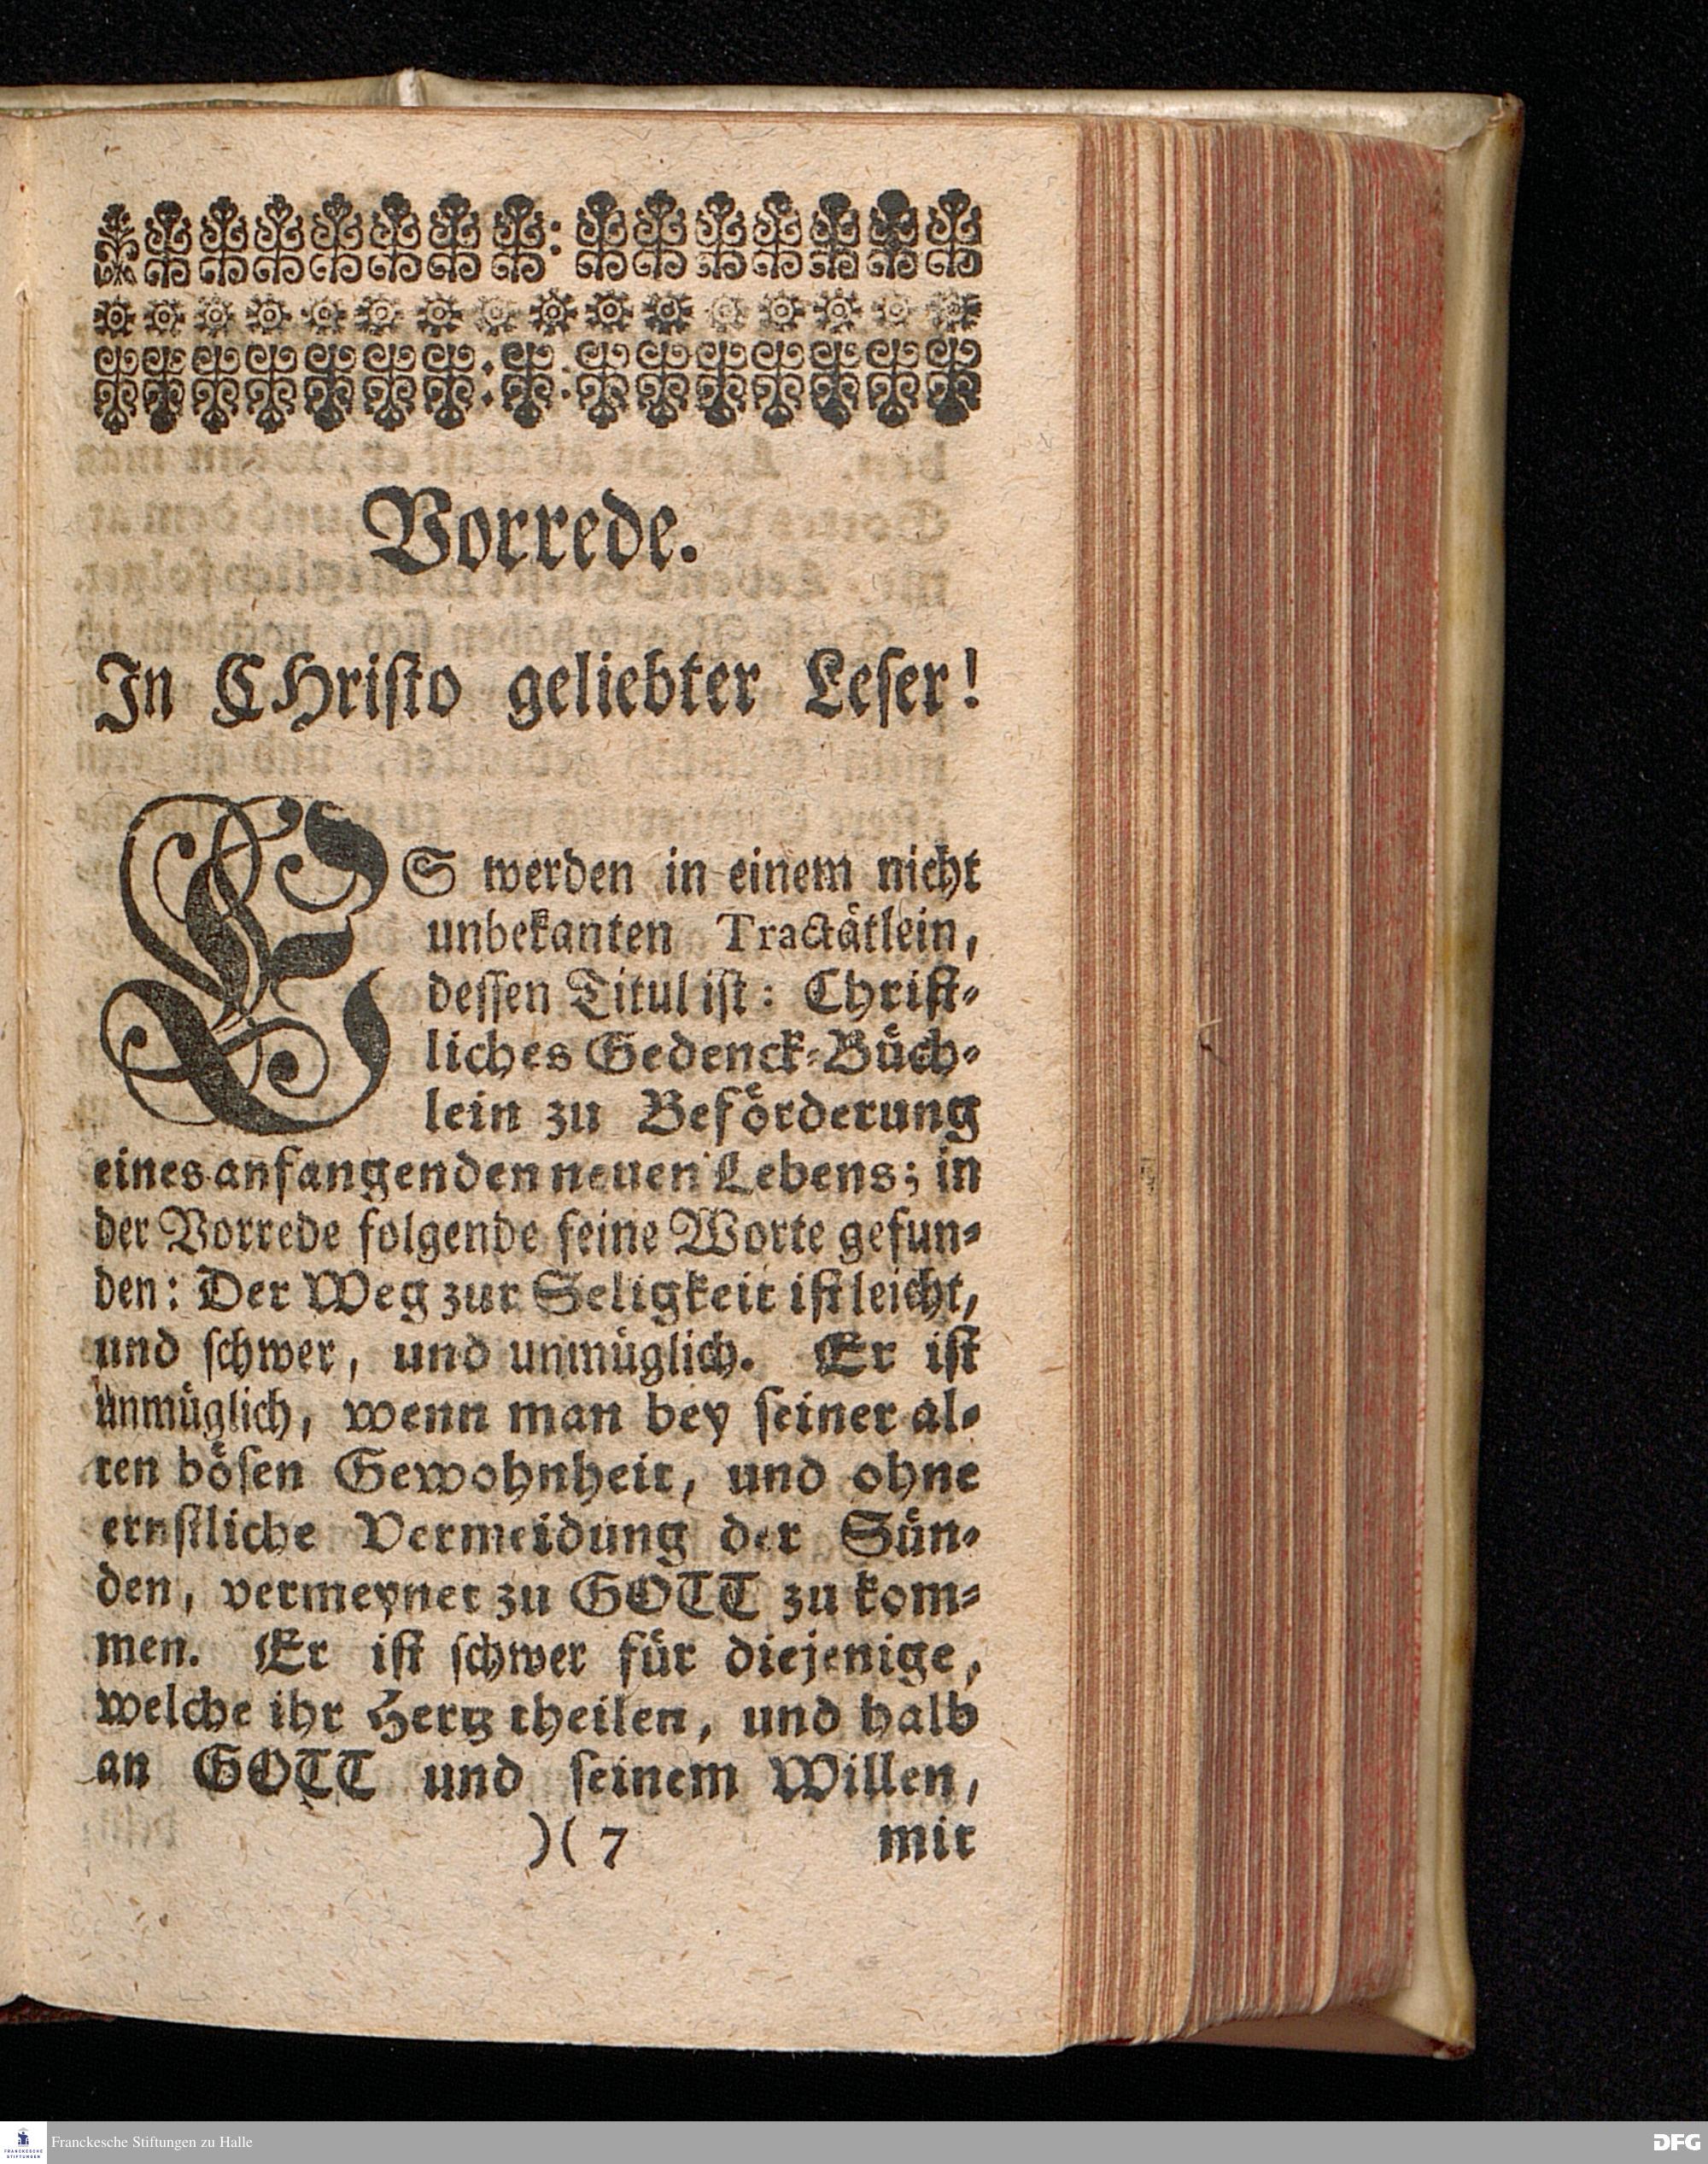 Vorrede.
In CHriſto geliebter Leſer!
ES werden in einem nicht
unbekanten Tractätlein,
deſſen Titul iſt: Chriſt-
liches Gedenck-Büch-
lein zu Beförderung
eines anfangenden neuen Lebens; in
der Vorrede folgende feine Worte gefun-
den: Der Weg zur Seligkeit iſt leicht,
und ſchwer, und unmüglich. Er iſt
unmüglich, wenn man bey ſeiner al-
ten böſen Gewohnheit, und ohne
ernſtliche Vermeidung der Sün-
den, vermeynet zu GOTT zu kom-
men. Er iſt ſchwer für diejenige,
welche ihr Hertz theilen, und halb
an GOTT und ſeinem Willen,
)( 7 mit
Franckesche Stiftungen zu Halle
DFG
FRANCKESCHE
STIFTUNGEN